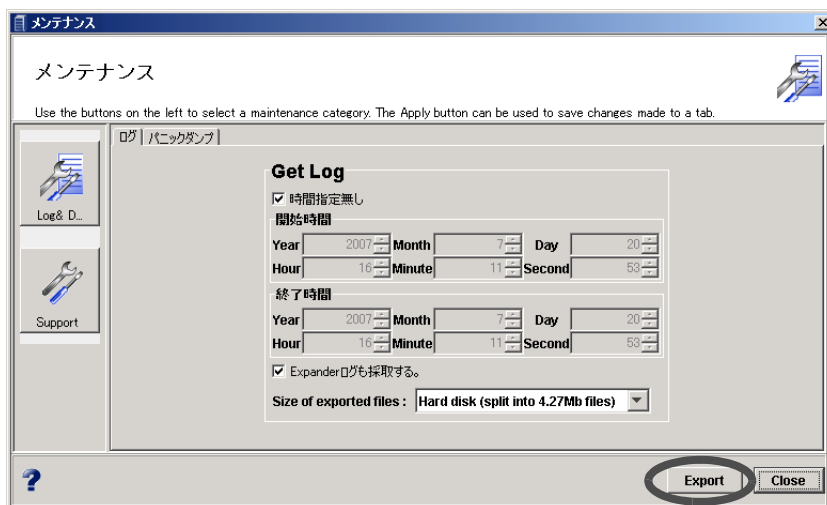 メンテナンス
メンテナンス
Use the buttons on the left to select a maintenance category. The Apply button can be used to save changes made to a tab.
ログ パニックダンプ
Log& D...
Support
Get Log
時間指定無し
開始時間
Year 2007 Month 7 Day 20
Hour 16 Minute 11 Second 53
終了時間
Year 2007 Month 7 Day 20
Hour 16 Minute 11 Second 53
Expanderログも採取する。
Size of exported files : Hard disk (split into 4.27Mb files)
? Export Close